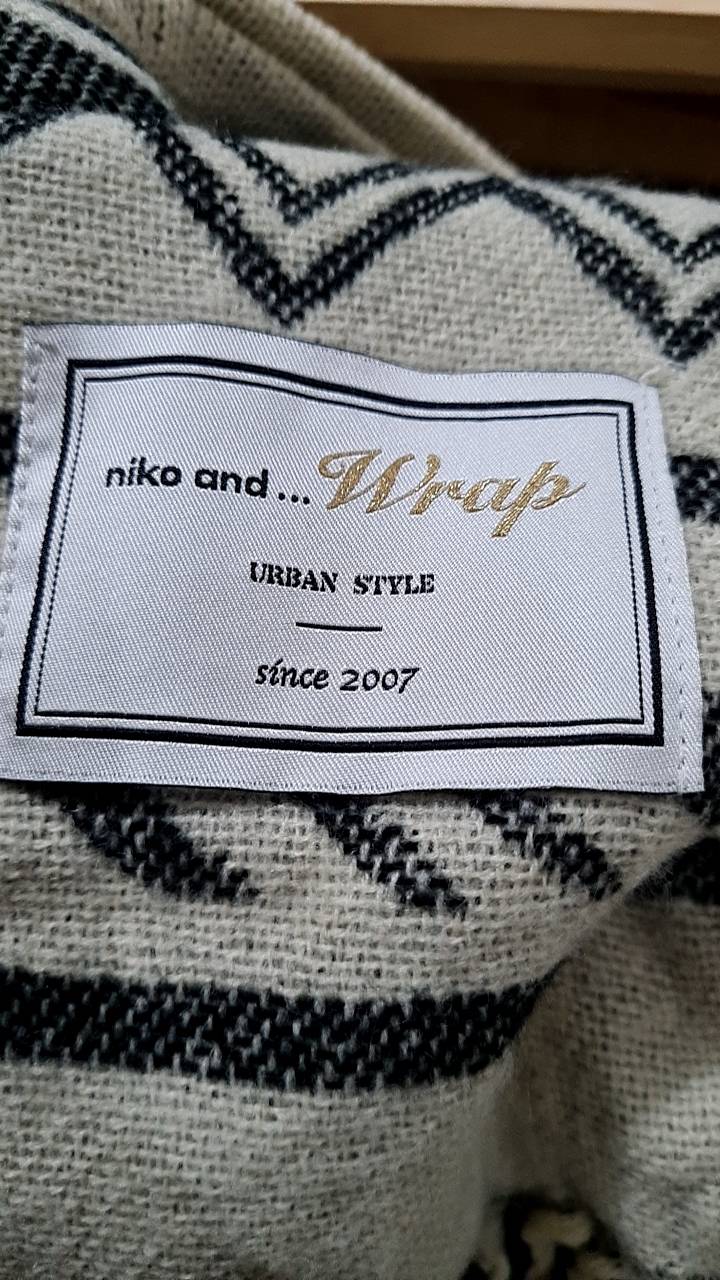 niko and ... Wrap
URBAN STYLE
since 2007